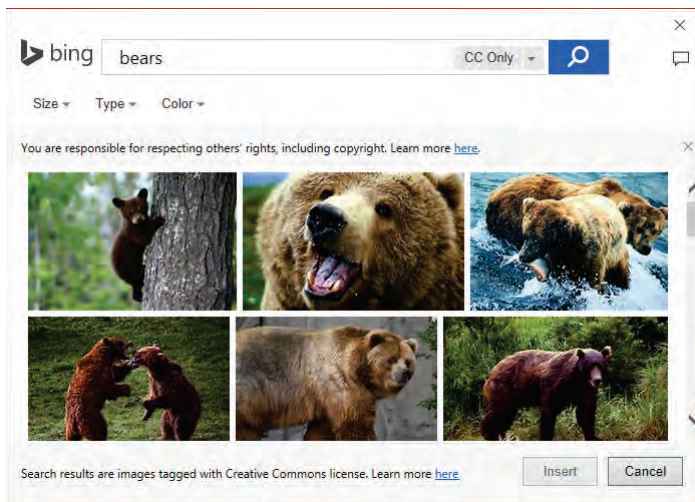 bing
bears
CC Only
Size
Type
Color
You are responsible for respecting others' rights, including copyright. Learn more here.
Search results are images tagged with Creative Commons license. Learn more here
Insert
Cancel